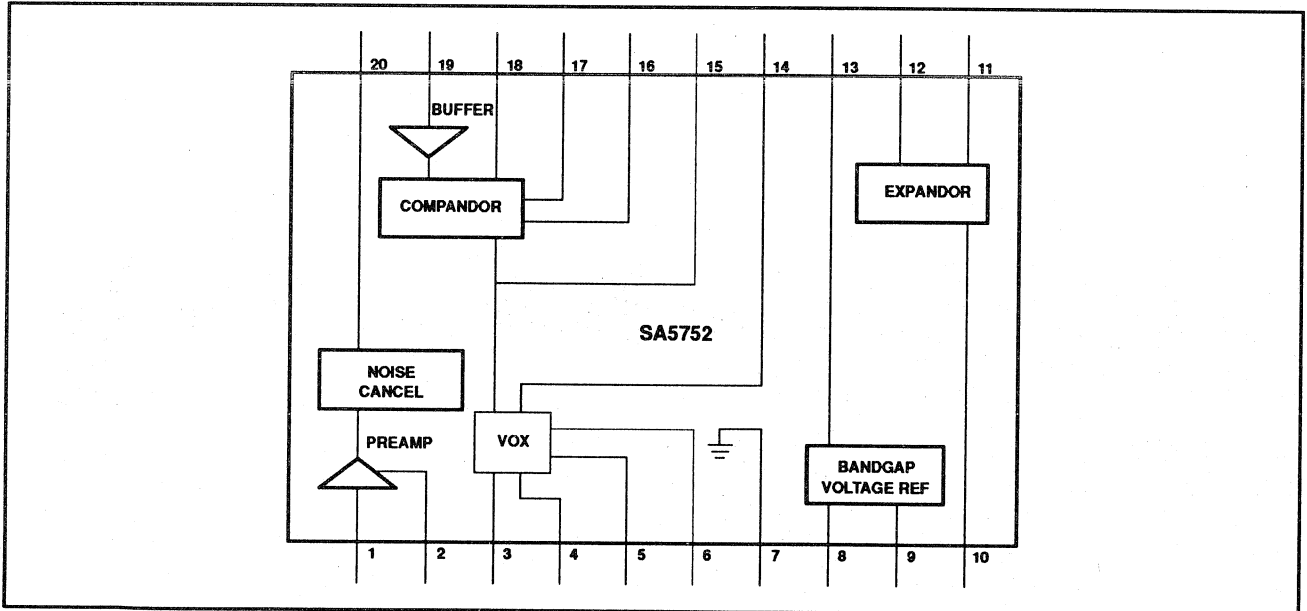 20 19 18 17 16 15 14 13 12 11
BUFFER
COMPANDOR
EXPANDOR
SA5752
NOISE
CANCEL
PREAMP
VOX
BANDGAP
VOLTAGE REF
1 2 3 4 5 6 7 8 9 10